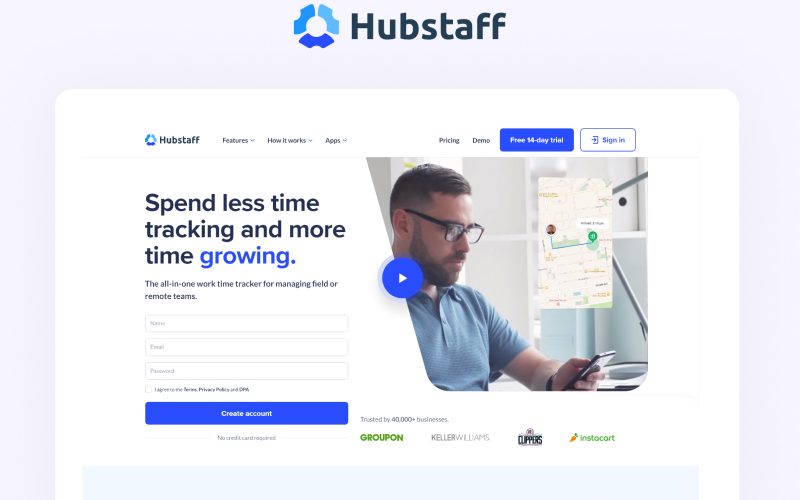 Hubstaff
Hubstaff
Features
How it works
Apps
Pricing
Demo
Free 14-day trial
Sign in
Spend less time
tracking and more
time growing.
The all-in-one work time tracker for managing field or
remote teams.
Name
Email
Password
I agree to the Terms, Privacy Policy and DPA
Create account
No credit card required
Trusted by 40,000+ businesses.
GROUPON
KELLERWILLIAMS.
CLIPPERS
instacart